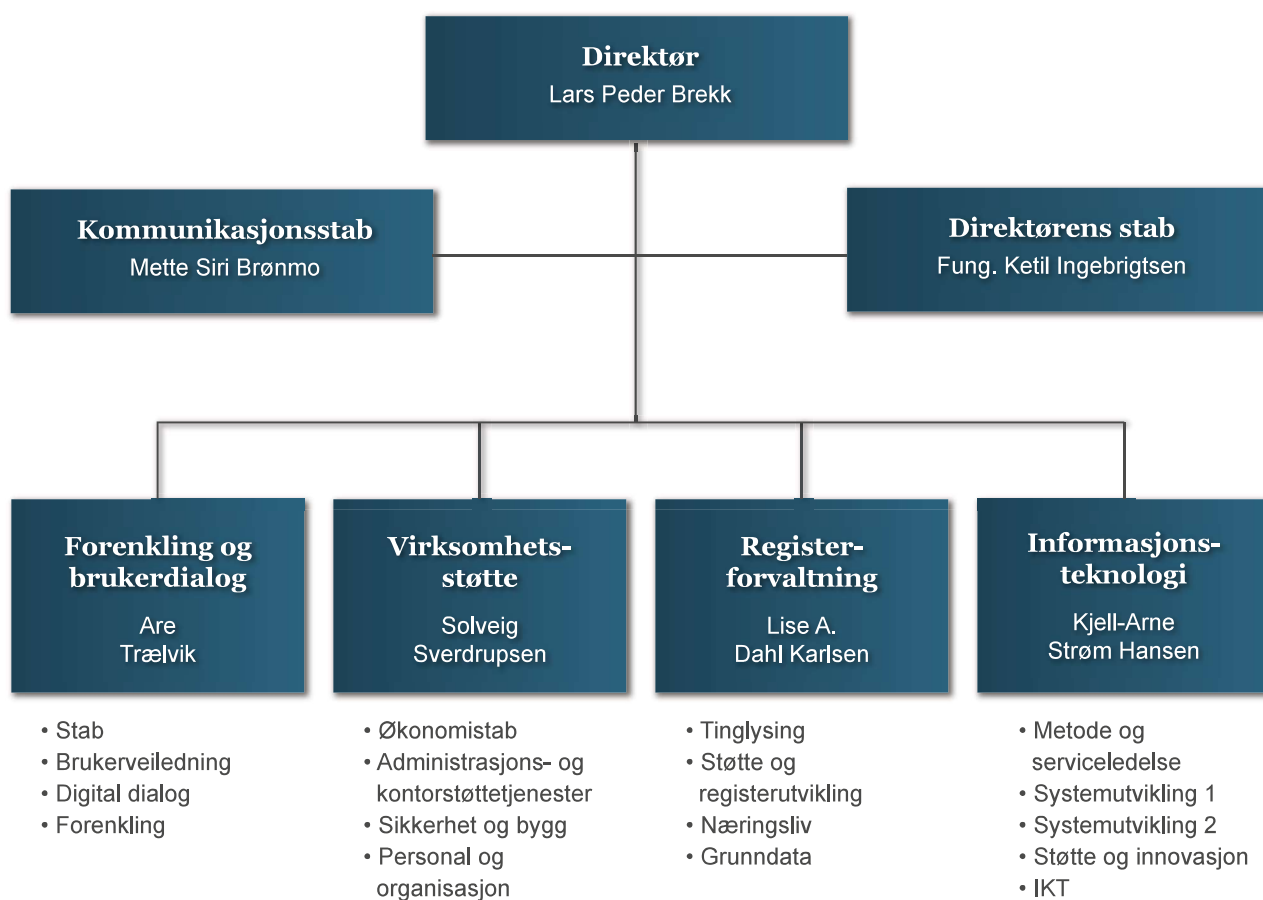 Direktør
Lars Peder Brekk
Kommunikasjonsstab
Mette Siri Brønmo
Direktørens stab
Fung. Ketil Ingebrigtsen
Forenkling og
brukerdialog
Are
Trælvik
• Stab
• Brukerveiledning
• Digital dialog
• Forenkling
Virksomhets-
støtte
Solveig
Sverdrupsen
• Økonomistab
• Administrasjons- og
kontorstøttetjenester
• Sikkerhet og bygg
• Personal og
organisasjon
Register-
forvaltning
Lise A.
Dahl Karlsen
• Tinglysing
• Støtte og
registerutvikling
• Næringsliv
• Grunndata
Informasjons-
teknologi
Kjell-Arne
Strøm Hansen
• Metode og
serviceledelse
• Systemutvikling 1
• Systemutvikling 2
• Støtte og innovasjon
• IKT